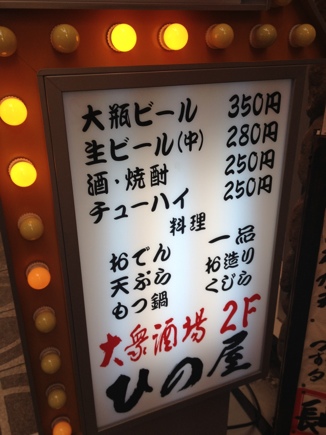 大瓶ビール 350円
生ビール(中) 280円
酒・焼酎 250円
チューハイ 250円
料理
おでん 一品
天ぷら お造り
もつ鍋 くじら
大衆酒場 2F
ひの屋